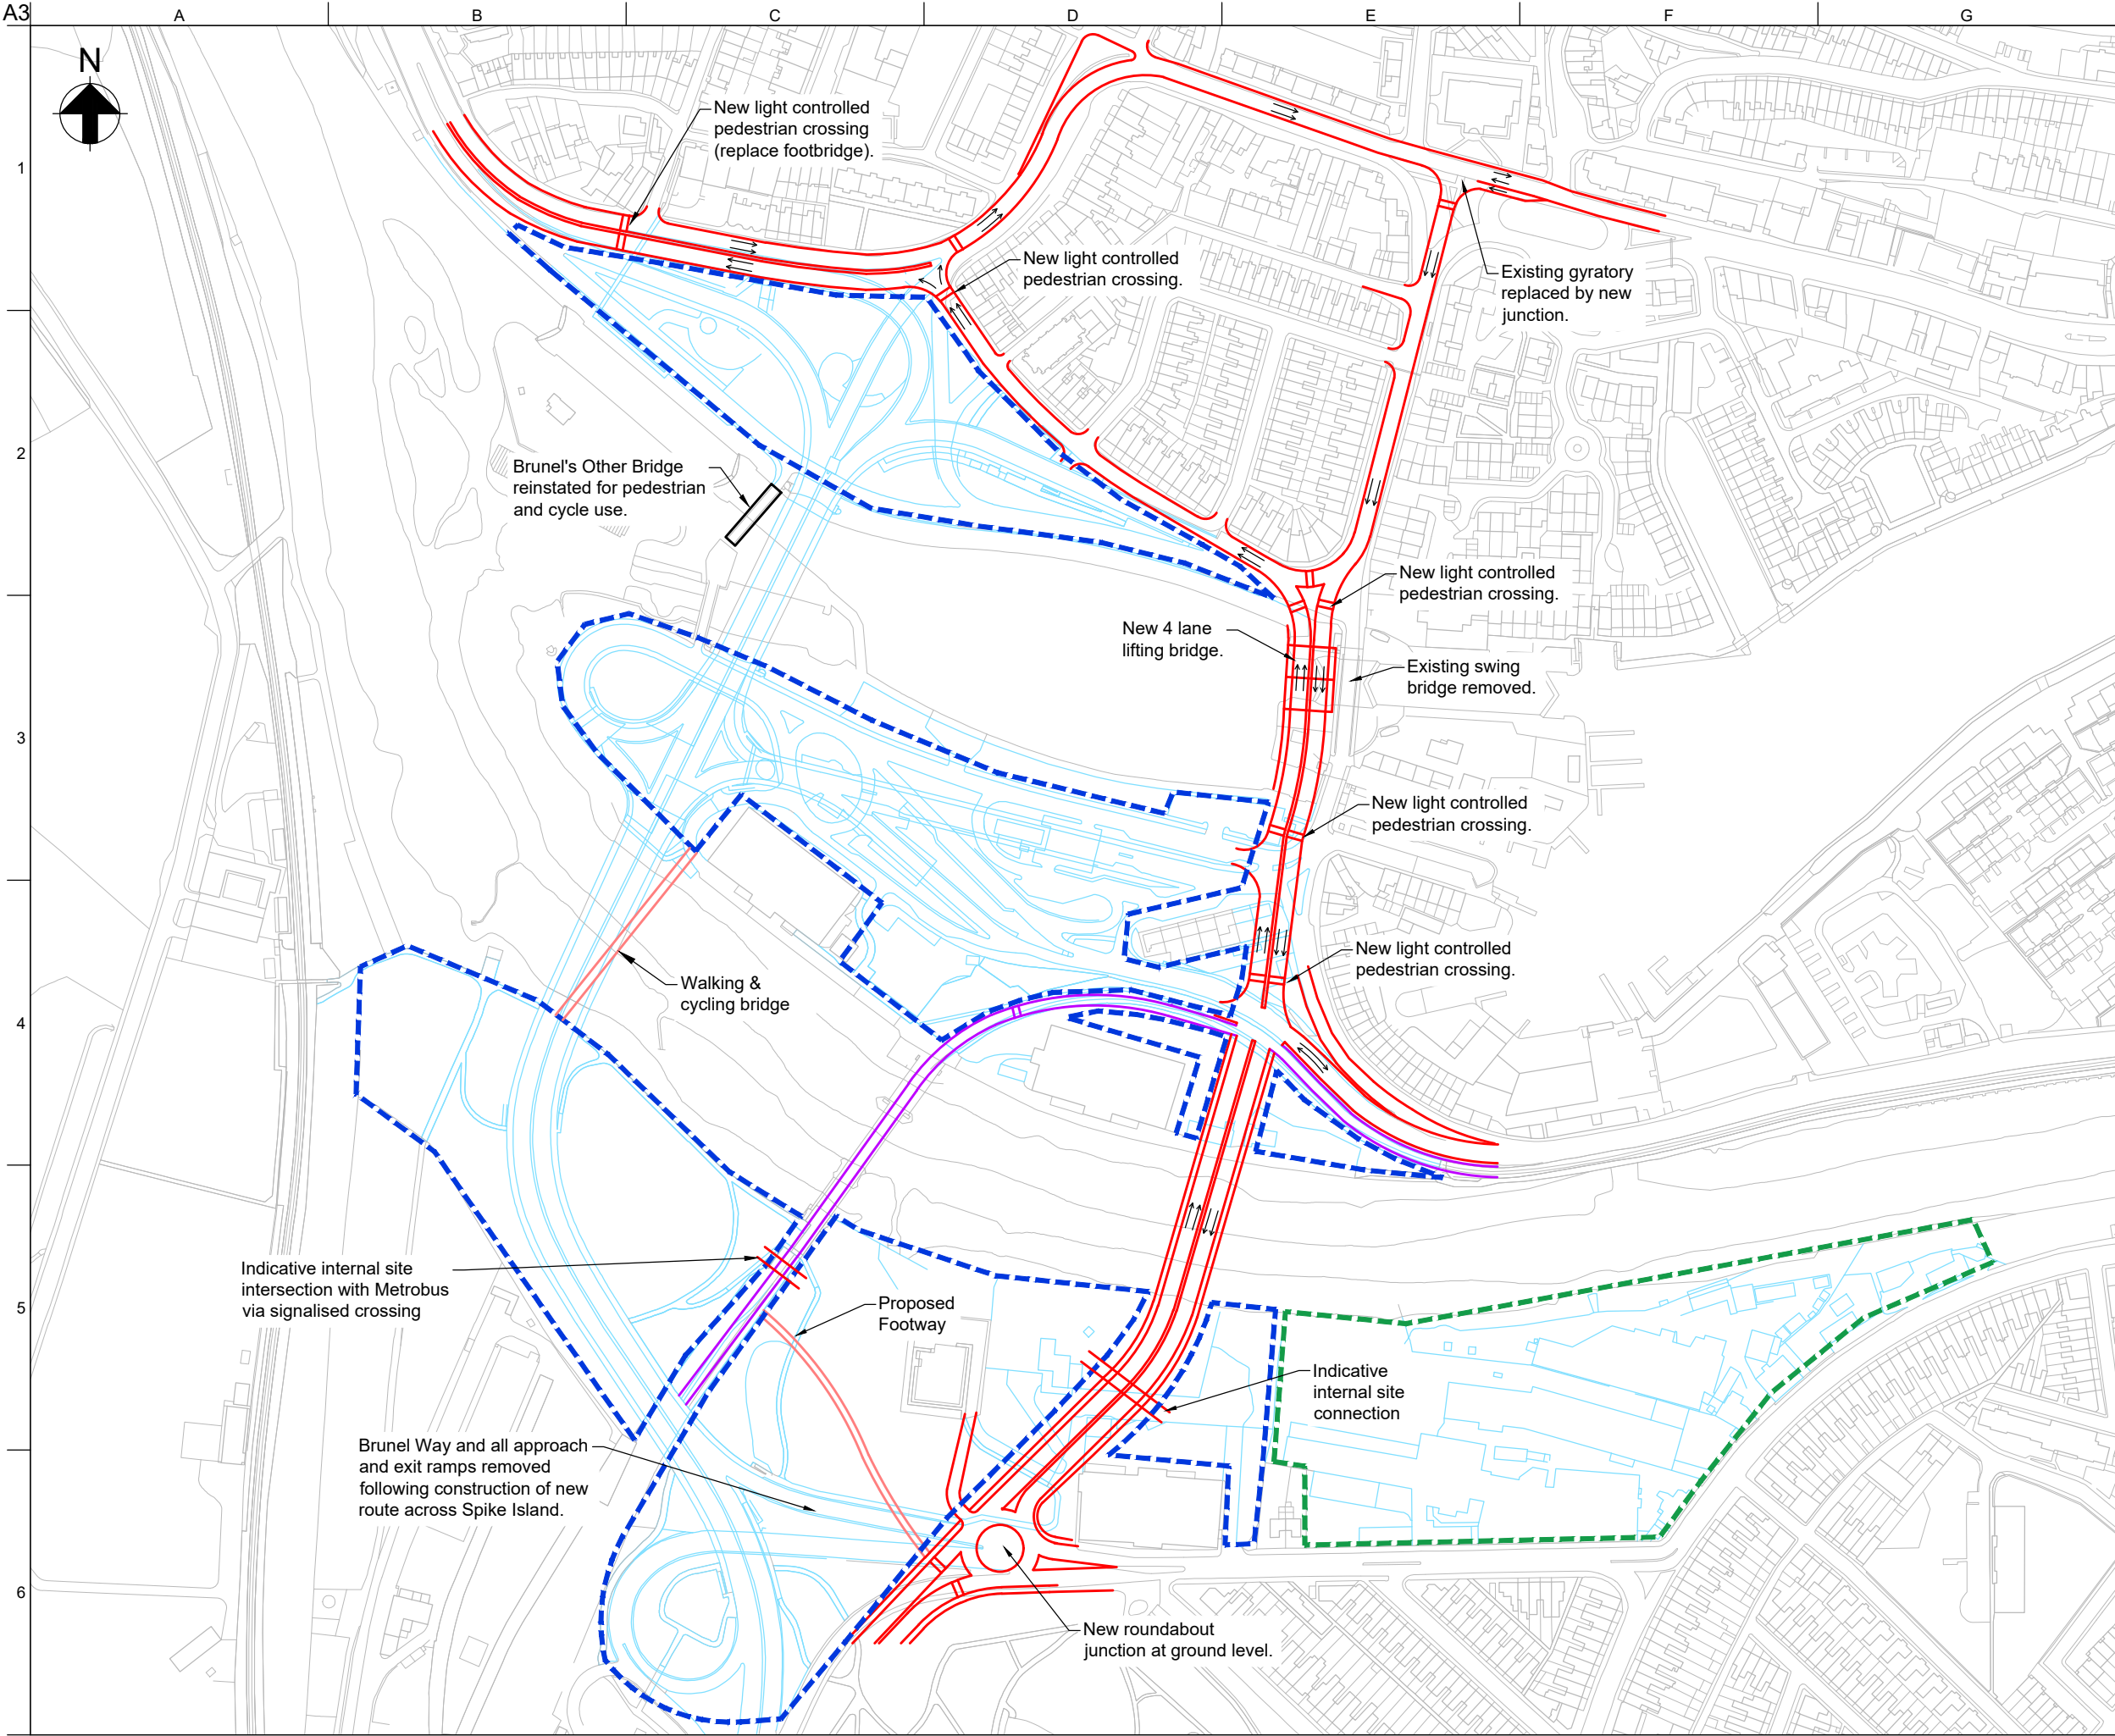 A3
A
B
C
D
E
F
G
N
1
2
3
4
5
6
New light controlled
pedestrian crossing
(replace footbridge).
New light controlled
pedestrian crossing.
Existing gyratory
replaced by new
junction.
Brunel's Other Bridge
reinstated for pedestrian
and cycle use.
New light controlled
pedestrian crossing.
New 4 lane
lifting bridge.
Existing swing
bridge removed.
New light controlled
pedestrian crossing.
New light controlled
pedestrian crossing.
Walking &
cycling bridge
Indicative internal site
intersection with Metrobus
via signalised crossing
Proposed
Footway
Indicative
internal site
connection
Brunel Way and all approach
and exit ramps removed
following construction of new
route across Spike Island.
New roundabout
junction at ground level.